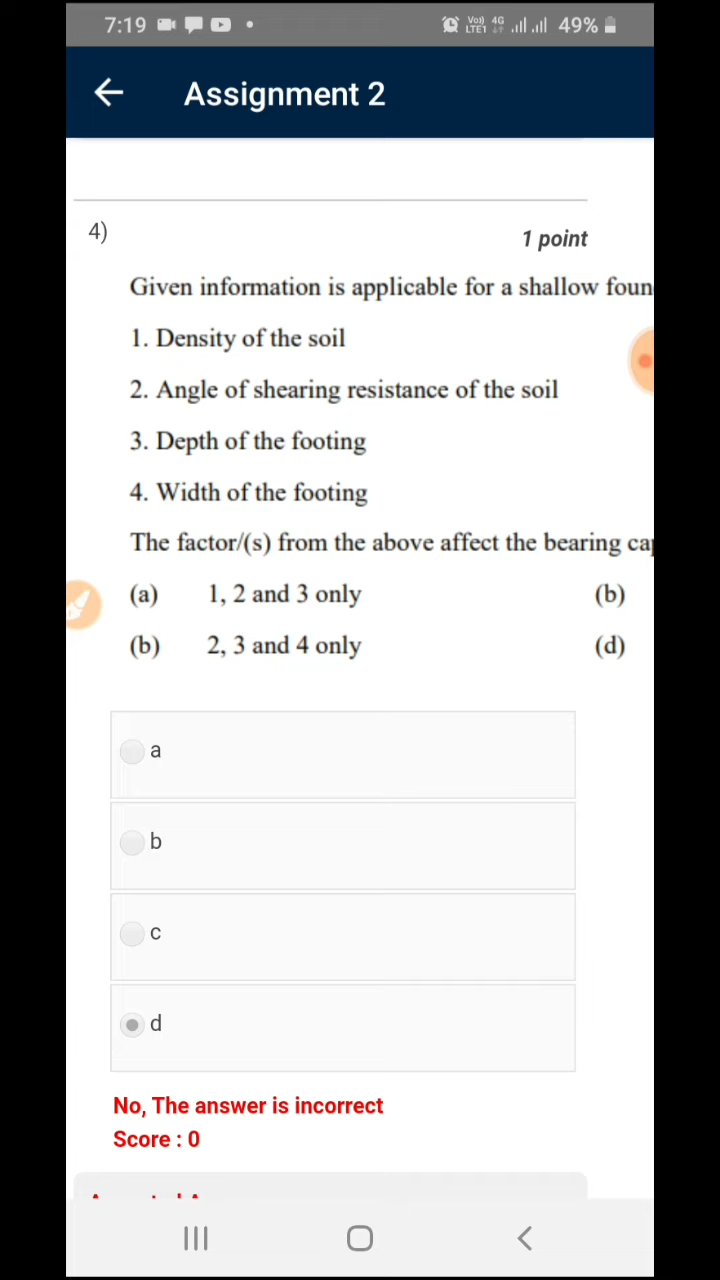 7:19
Vo) 4G
LTE1
49%
Assignment 2
4)
1 point
Given information is applicable for a shallow foun
1. Density of the soil
2. Angle of shearing resistance of the soil
3. Depth of the footing
4. Width of the footing
The factor/(s) from the above affect the bearing
(a) 1, 2 and 3 only (b)
(b) 2, 3 and 4 only (d)
a
b
c
d
No, The answer is incorrect
Score : 0